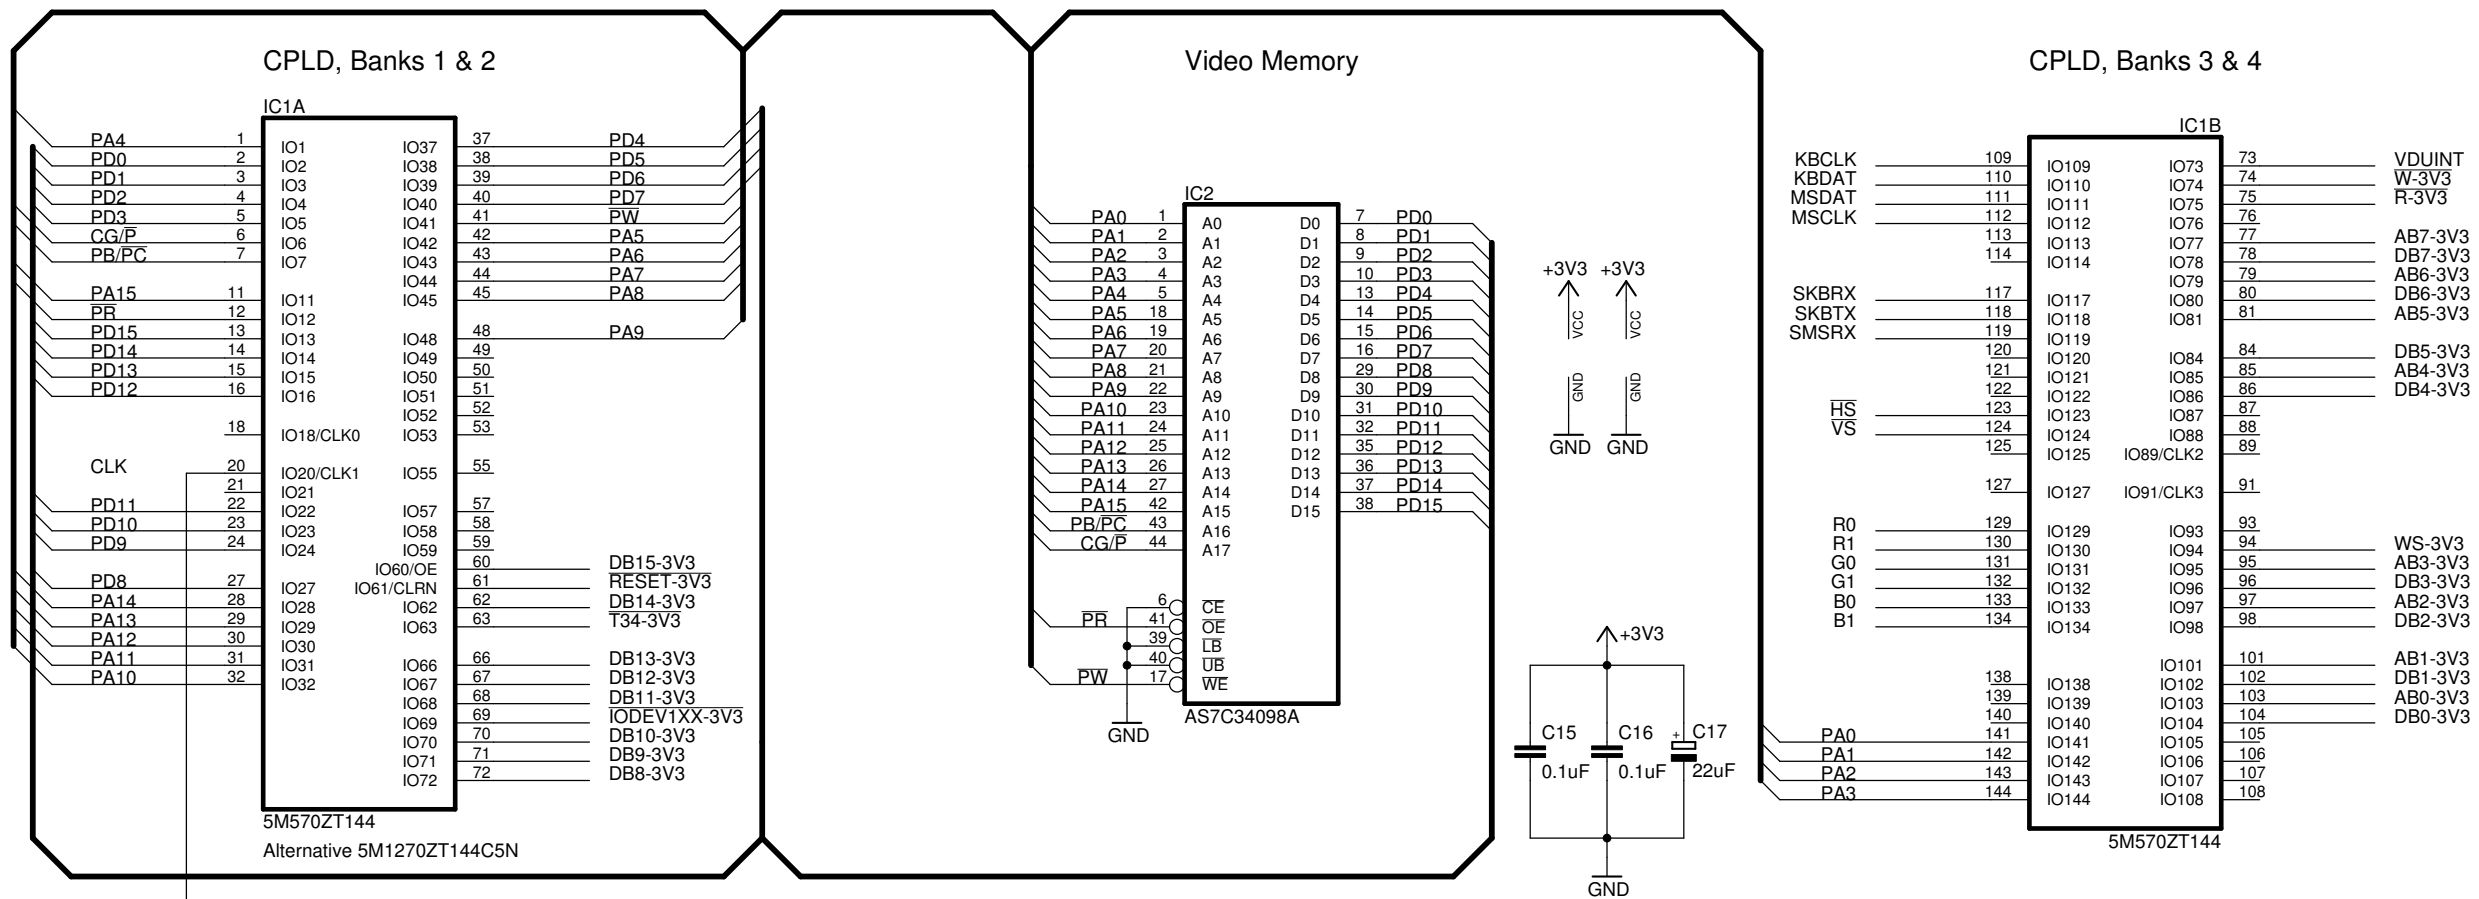 CPLD, Banks 1 & 2
IC1A
PA4 1 IO1 IO37 37 PD4
PD0 2 IO2 IO38 38 PD5
PD1 3 IO3 IO39 39 PD6
PD2 4 IO4 IO40 40 PD7
PD3 5 IO5 IO41 41 P̅W̅
CG/P̅ 6 IO6 IO42 42 PA5
PB/P̅C̅ 7 IO7 IO43 43 PA6
IO44 44 PA7
PA15 11 IO11 IO45 45 PA8
P̅R̅ 12 IO12
PD15 13 IO13 IO48 48 PA9
PD14 14 IO14 IO49 49
PD13 15 IO15 IO50 50
PD12 16 IO16 IO51 51
IO52 52
18 IO18/CLK0 IO53 53
CLK 20 IO20/CLK1 IO55 55
21 IO21
PD11 22 IO22 IO57 57
PD10 23 IO23 IO58 58
PD9 24 IO24 IO59 59
IO60/OE 60 DB15-3V3
PD8 27 IO27 IO61/CLRN 61 R̅E̅S̅E̅T̅-̅3̅V̅3̅
PA14 28 IO28 IO62 62 DB14-3V3
PA13 29 IO29 IO63 63 T̅3̅4̅-̅3̅V̅3̅
PA12 30 IO30
PA11 31 IO31 IO66 66 DB13-3V3
PA10 32 IO32 IO67 67 DB12-3V3
IO68 68 DB11-3V3
IO69 69 I̅O̅D̅E̅V̅1̅X̅X̅-̅3̅V̅3̅
IO70 70 DB10-3V3
IO71 71 DB9-3V3
IO72 72 DB8-3V3
5M570ZT144
Alternative 5M1270ZT144C5N
Video Memory
IC2
PA0 1 A0 D0 7 PD0
PA1 2 A1 D1 8 PD1
PA2 3 A2 D2 9 PD2
PA3 4 A3 D3 10 PD3
PA4 5 A4 D4 13 PD4
PA5 18 A5 D5 14 PD5
PA6 19 A6 D6 15 PD6
PA7 20 A7 D7 16 PD7
PA8 21 A8 D8 29 PD8
PA9 22 A9 D9 30 PD9
PA10 23 A10 D10 31 PD10
PA11 24 A11 D11 32 PD11
PA12 25 A12 D12 35 PD12
PA13 26 A13 D13 36 PD13
PA14 27 A14 D14 37 PD14
PA15 42 A15 D15 38 PD15
PB/P̅C̅ 43 A16
CG/P̅ 44 A17
6 C̅E̅
P̅R̅ 41 O̅E̅
39 L̅B̅
40 U̅B̅
P̅W̅ 17 W̅E̅
GND
AS7C34098A
+3V3 +3V3
VCC VCC
GND GND
GND GND
+3V3
C15 C16 + C17
0.1uF 0.1uF 22uF
GND
CPLD, Banks 3 & 4
IC1B
KBCLK 109 IO109 IO73 73 VDUINT
KBDAT 110 IO110 IO74 74 W̅-̅3̅V̅3̅
MSDAT 111 IO111 IO75 75 R̅-̅3̅V̅3̅
MSCLK 112 IO112 IO76 76
113 IO113 IO77 77 AB7-3V3
114 IO114 IO78 78 DB7-3V3
IO79 79 AB6-3V3
SKBRX 117 IO117 IO80 80 DB6-3V3
SKBTX 118 IO118 IO81 81 AB5-3V3
SMSRX 119 IO119
120 IO120 IO84 84 DB5-3V3
121 IO121 IO85 85 AB4-3V3
122 IO122 IO86 86 DB4-3V3
H̅S̅ 123 IO123 IO87 87
V̅S̅ 124 IO124 IO88 88
125 IO125 IO89/CLK2 89
127 IO127 IO91/CLK3 91
R0 129 IO129 IO93 93
R1 130 IO130 IO94 94 WS-3V3
G0 131 IO131 IO95 95 AB3-3V3
G1 132 IO132 IO96 96 DB3-3V3
B0 133 IO133 IO97 97 AB2-3V3
B1 134 IO134 IO98 98 DB2-3V3
IO101 101 AB1-3V3
138 IO138 IO102 102 DB1-3V3
139 IO139 IO103 103 AB0-3V3
140 IO140 IO104 104 DB0-3V3
PA0 141 IO141 IO105 105
PA1 142 IO142 IO106 106
PA2 143 IO143 IO107 107
PA3 144 IO144 IO108 108
5M570ZT144